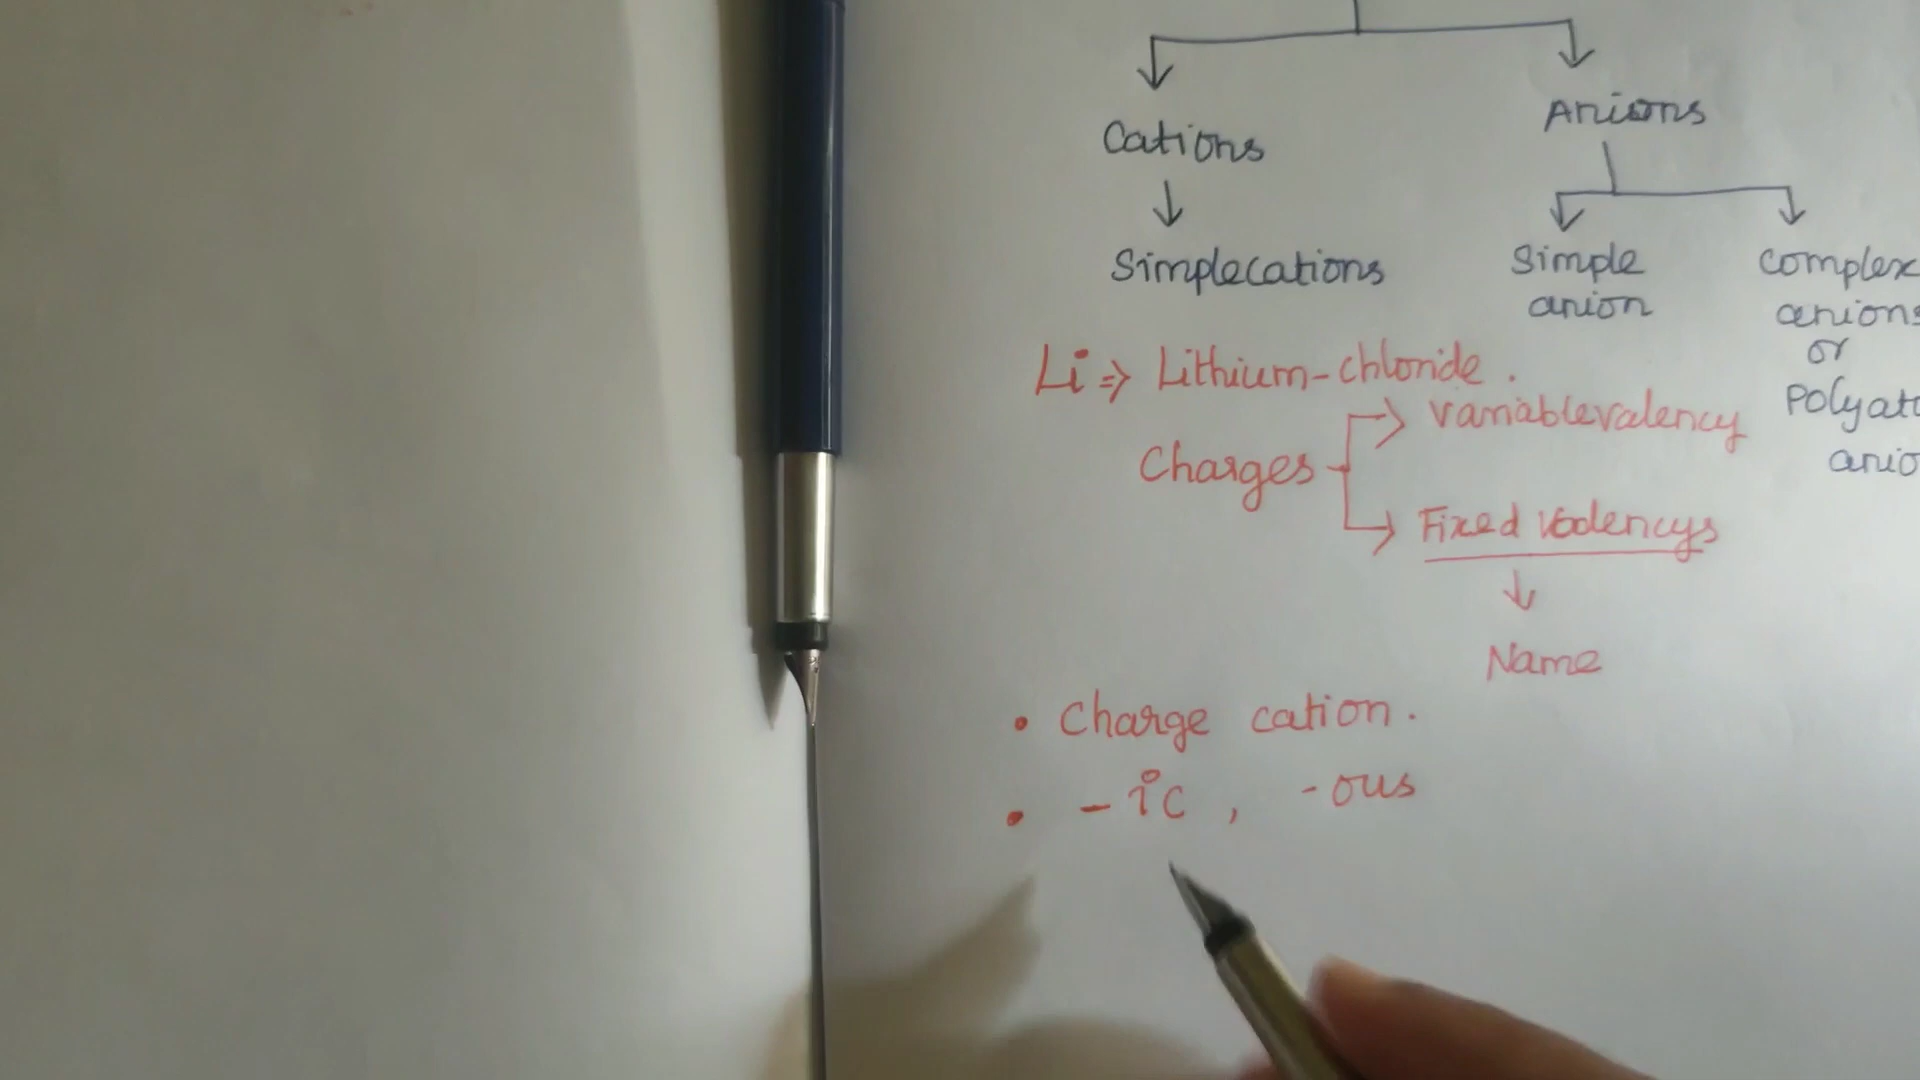 Cations
Anions
Simplecations
Simple
anion
complex
anions
or
Li => Lithium-chloride.
Charges
variablevalency
Fixed valencys
Name
• Charge cation.
• -ic, -ous